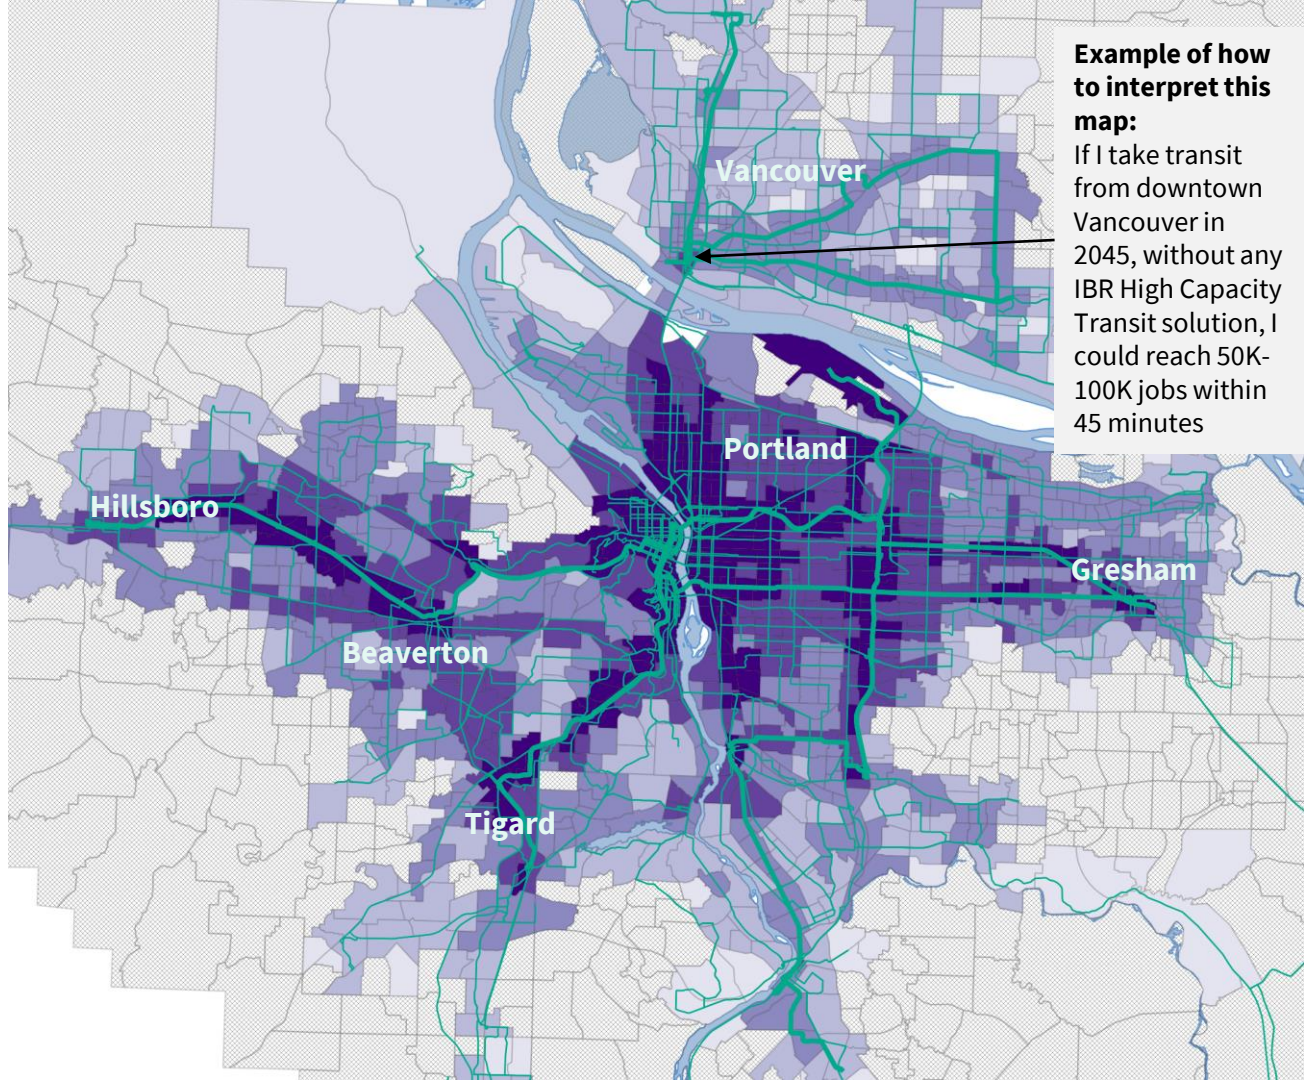 Example of how
to interpret this
map:
If I take transit
from downtown
Vancouver in
2045, without any
IBR High Capacity
Transit solution, I
could reach 50K-
100K jobs within
45 minutes
Vancouver
Portland
Hillsboro
Gresham
Beaverton
Tigard